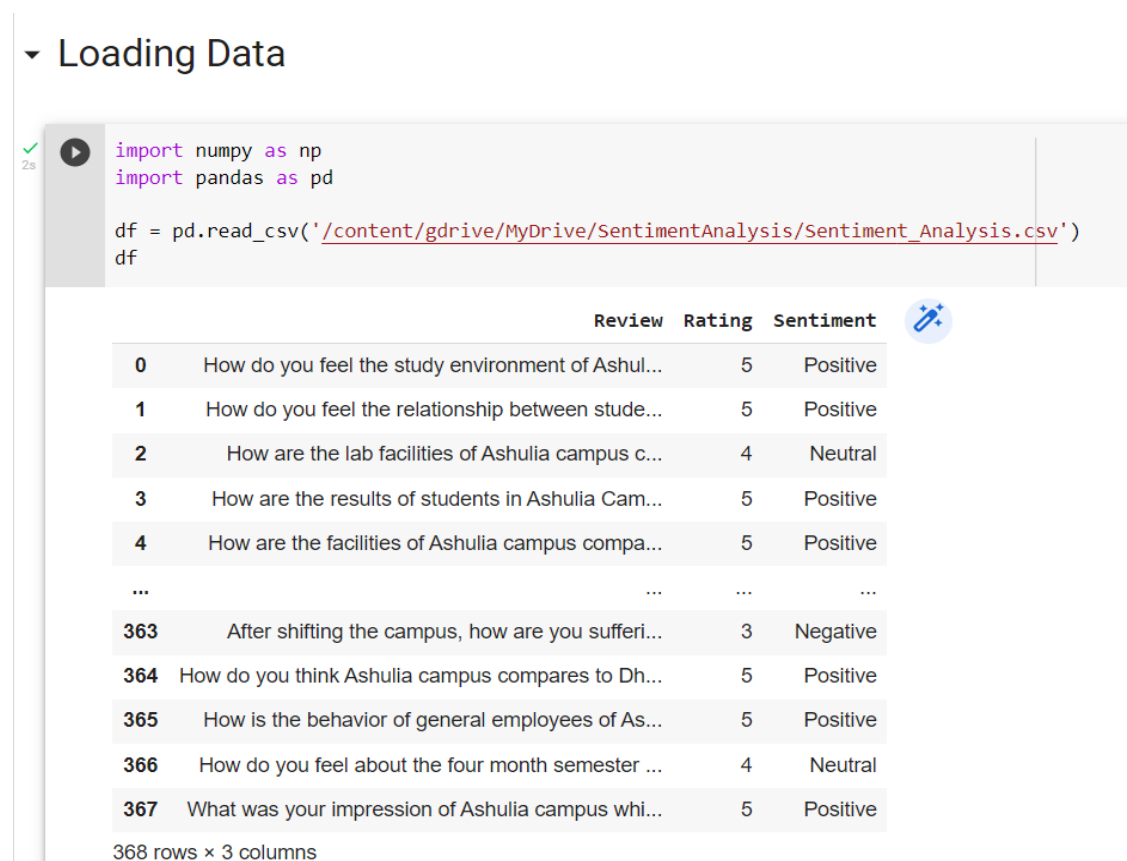 Loading Data
2s
import numpy as np
import pandas as pd
df = pd.read_csv('/content/gdrive/MyDrive/SentimentAnalysis/Sentiment_Analysis.csv')
df
Review Rating Sentiment
0 How do you feel the study environment of Ashul... 5 Positive
1 How do you feel the relationship between stude... 5 Positive
2 How are the lab facilities of Ashulia campus c... 4 Neutral
3 How are the results of students in Ashulia Cam... 5 Positive
4 How are the facilities of Ashulia campus compa... 5 Positive
... ... ... ...
363 After shifting the campus, how are you sufferi... 3 Negative
364 How do you think Ashulia campus compares to Dh... 5 Positive
365 How is the behavior of general employees of As... 5 Positive
366 How do you feel about the four month semester ... 4 Neutral
367 What was your impression of Ashulia campus whi... 5 Positive
368 rows × 3 columns